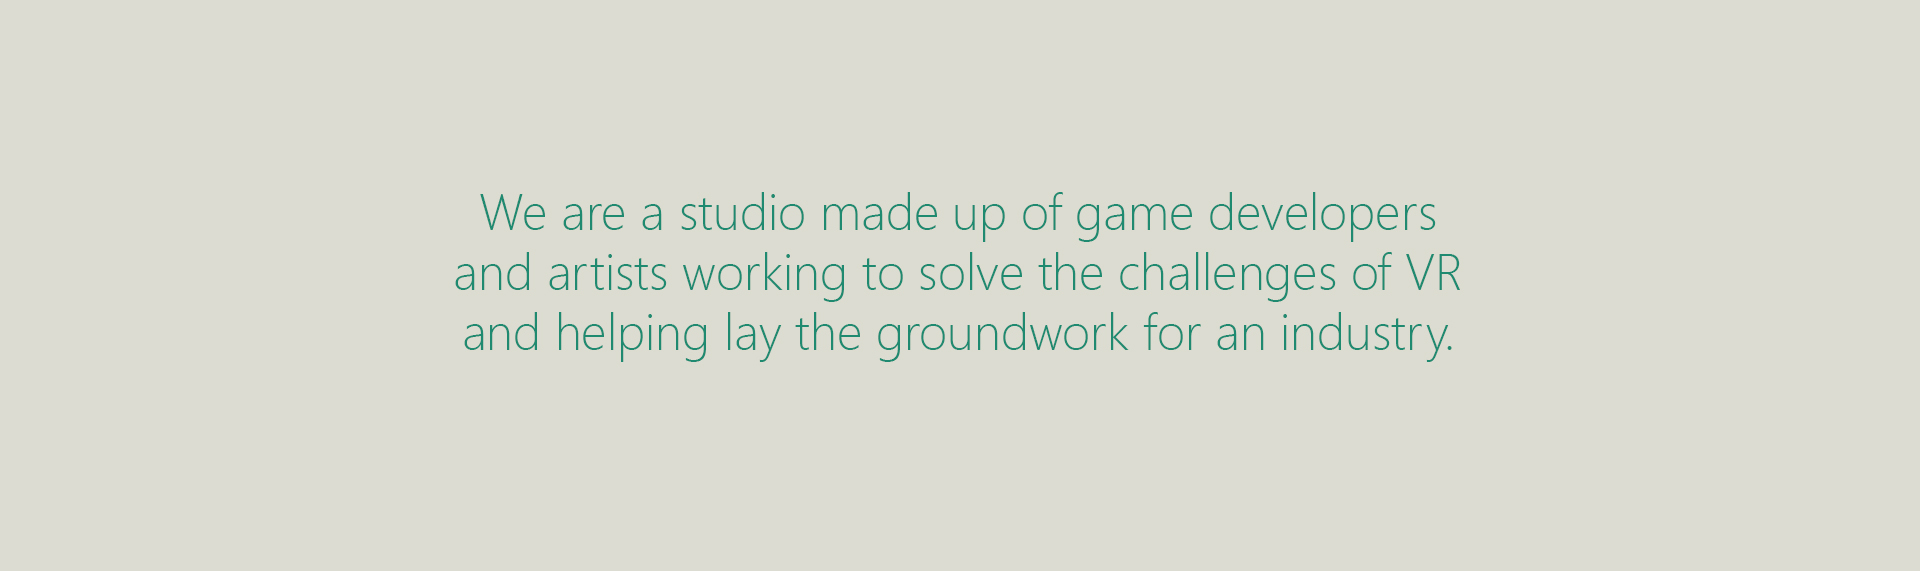 We are a studio made up of game developers
and artists working to solve the challenges of VR
and helping lay the groundwork for an industry.